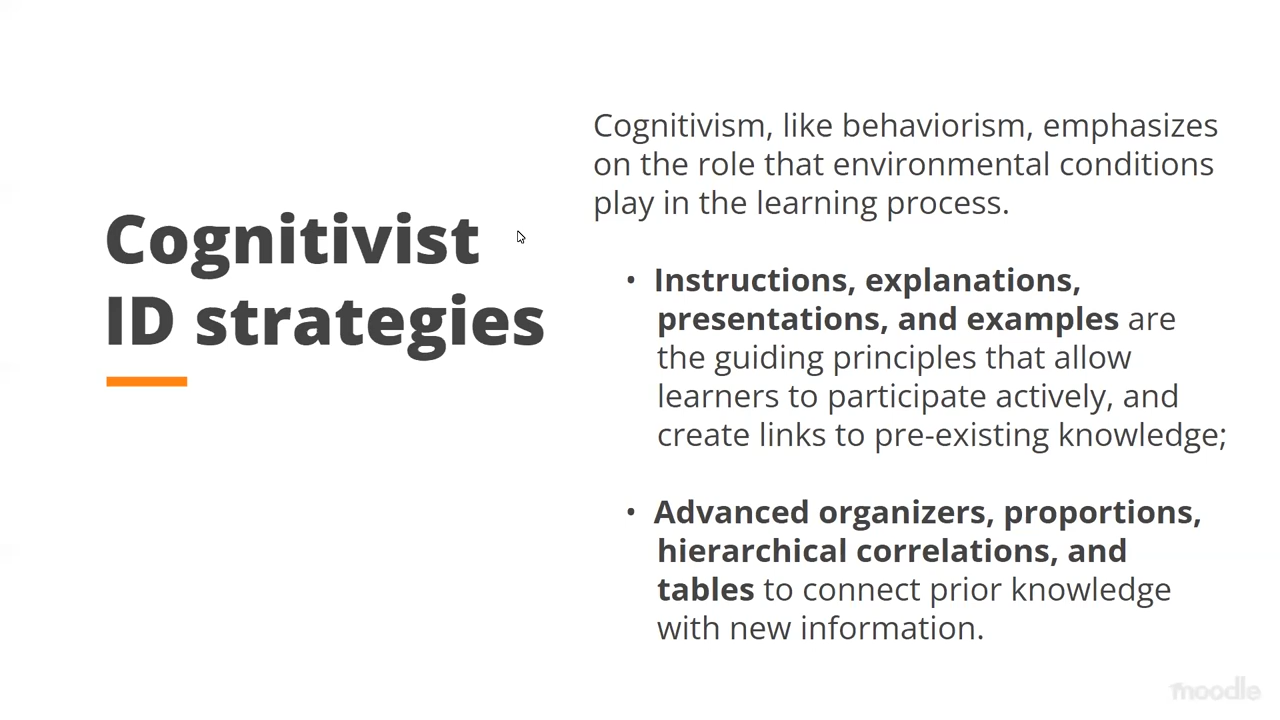 Cognitivist
ID strategies
Cognitivism, like behaviorism, emphasizes
on the role that environmental conditions
play in the learning process.
• Instructions, explanations,
presentations, and examples are
the guiding principles that allow
learners to participate actively, and
create links to pre-existing knowledge;
• Advanced organizers, proportions,
hierarchical correlations, and
tables to connect prior knowledge
with new information.
moodle